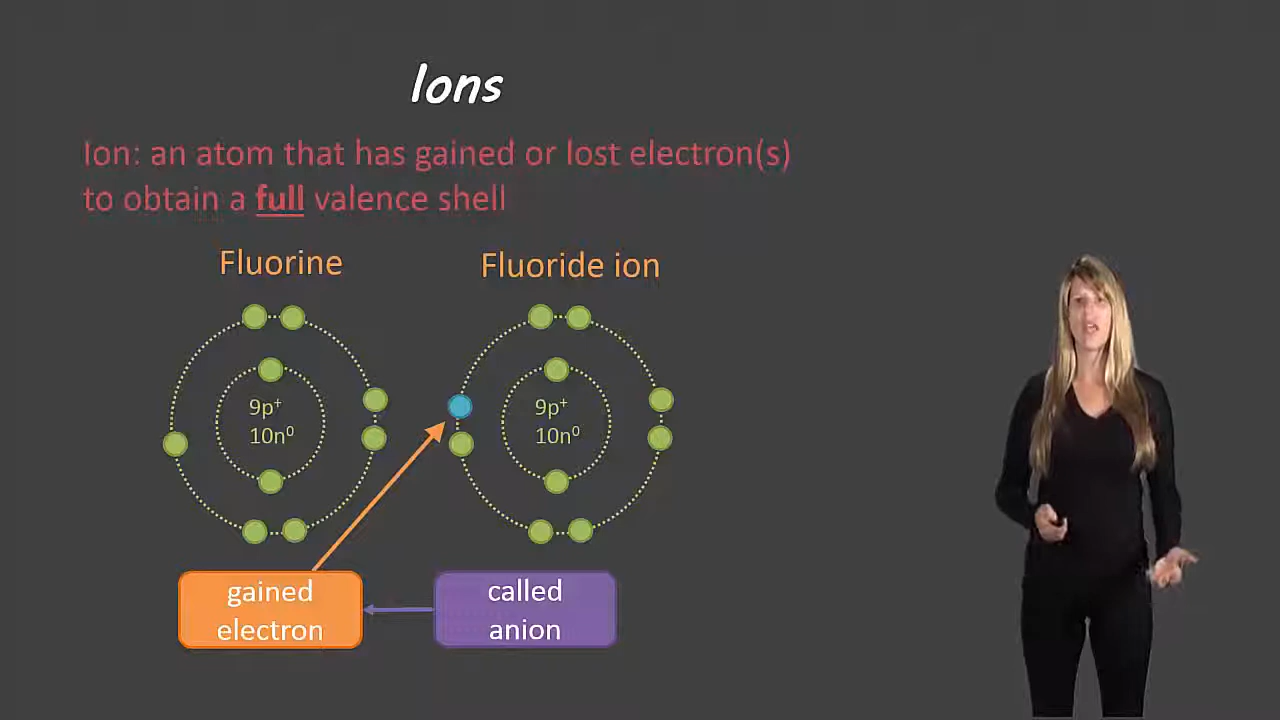 Ions
Ion: an atom that has gained or lost electron(s)
to obtain a full valence shell
Fluorine
Fluoride ion
9p⁺
10n⁰
9p⁺
10n⁰
gained
electron
called
anion